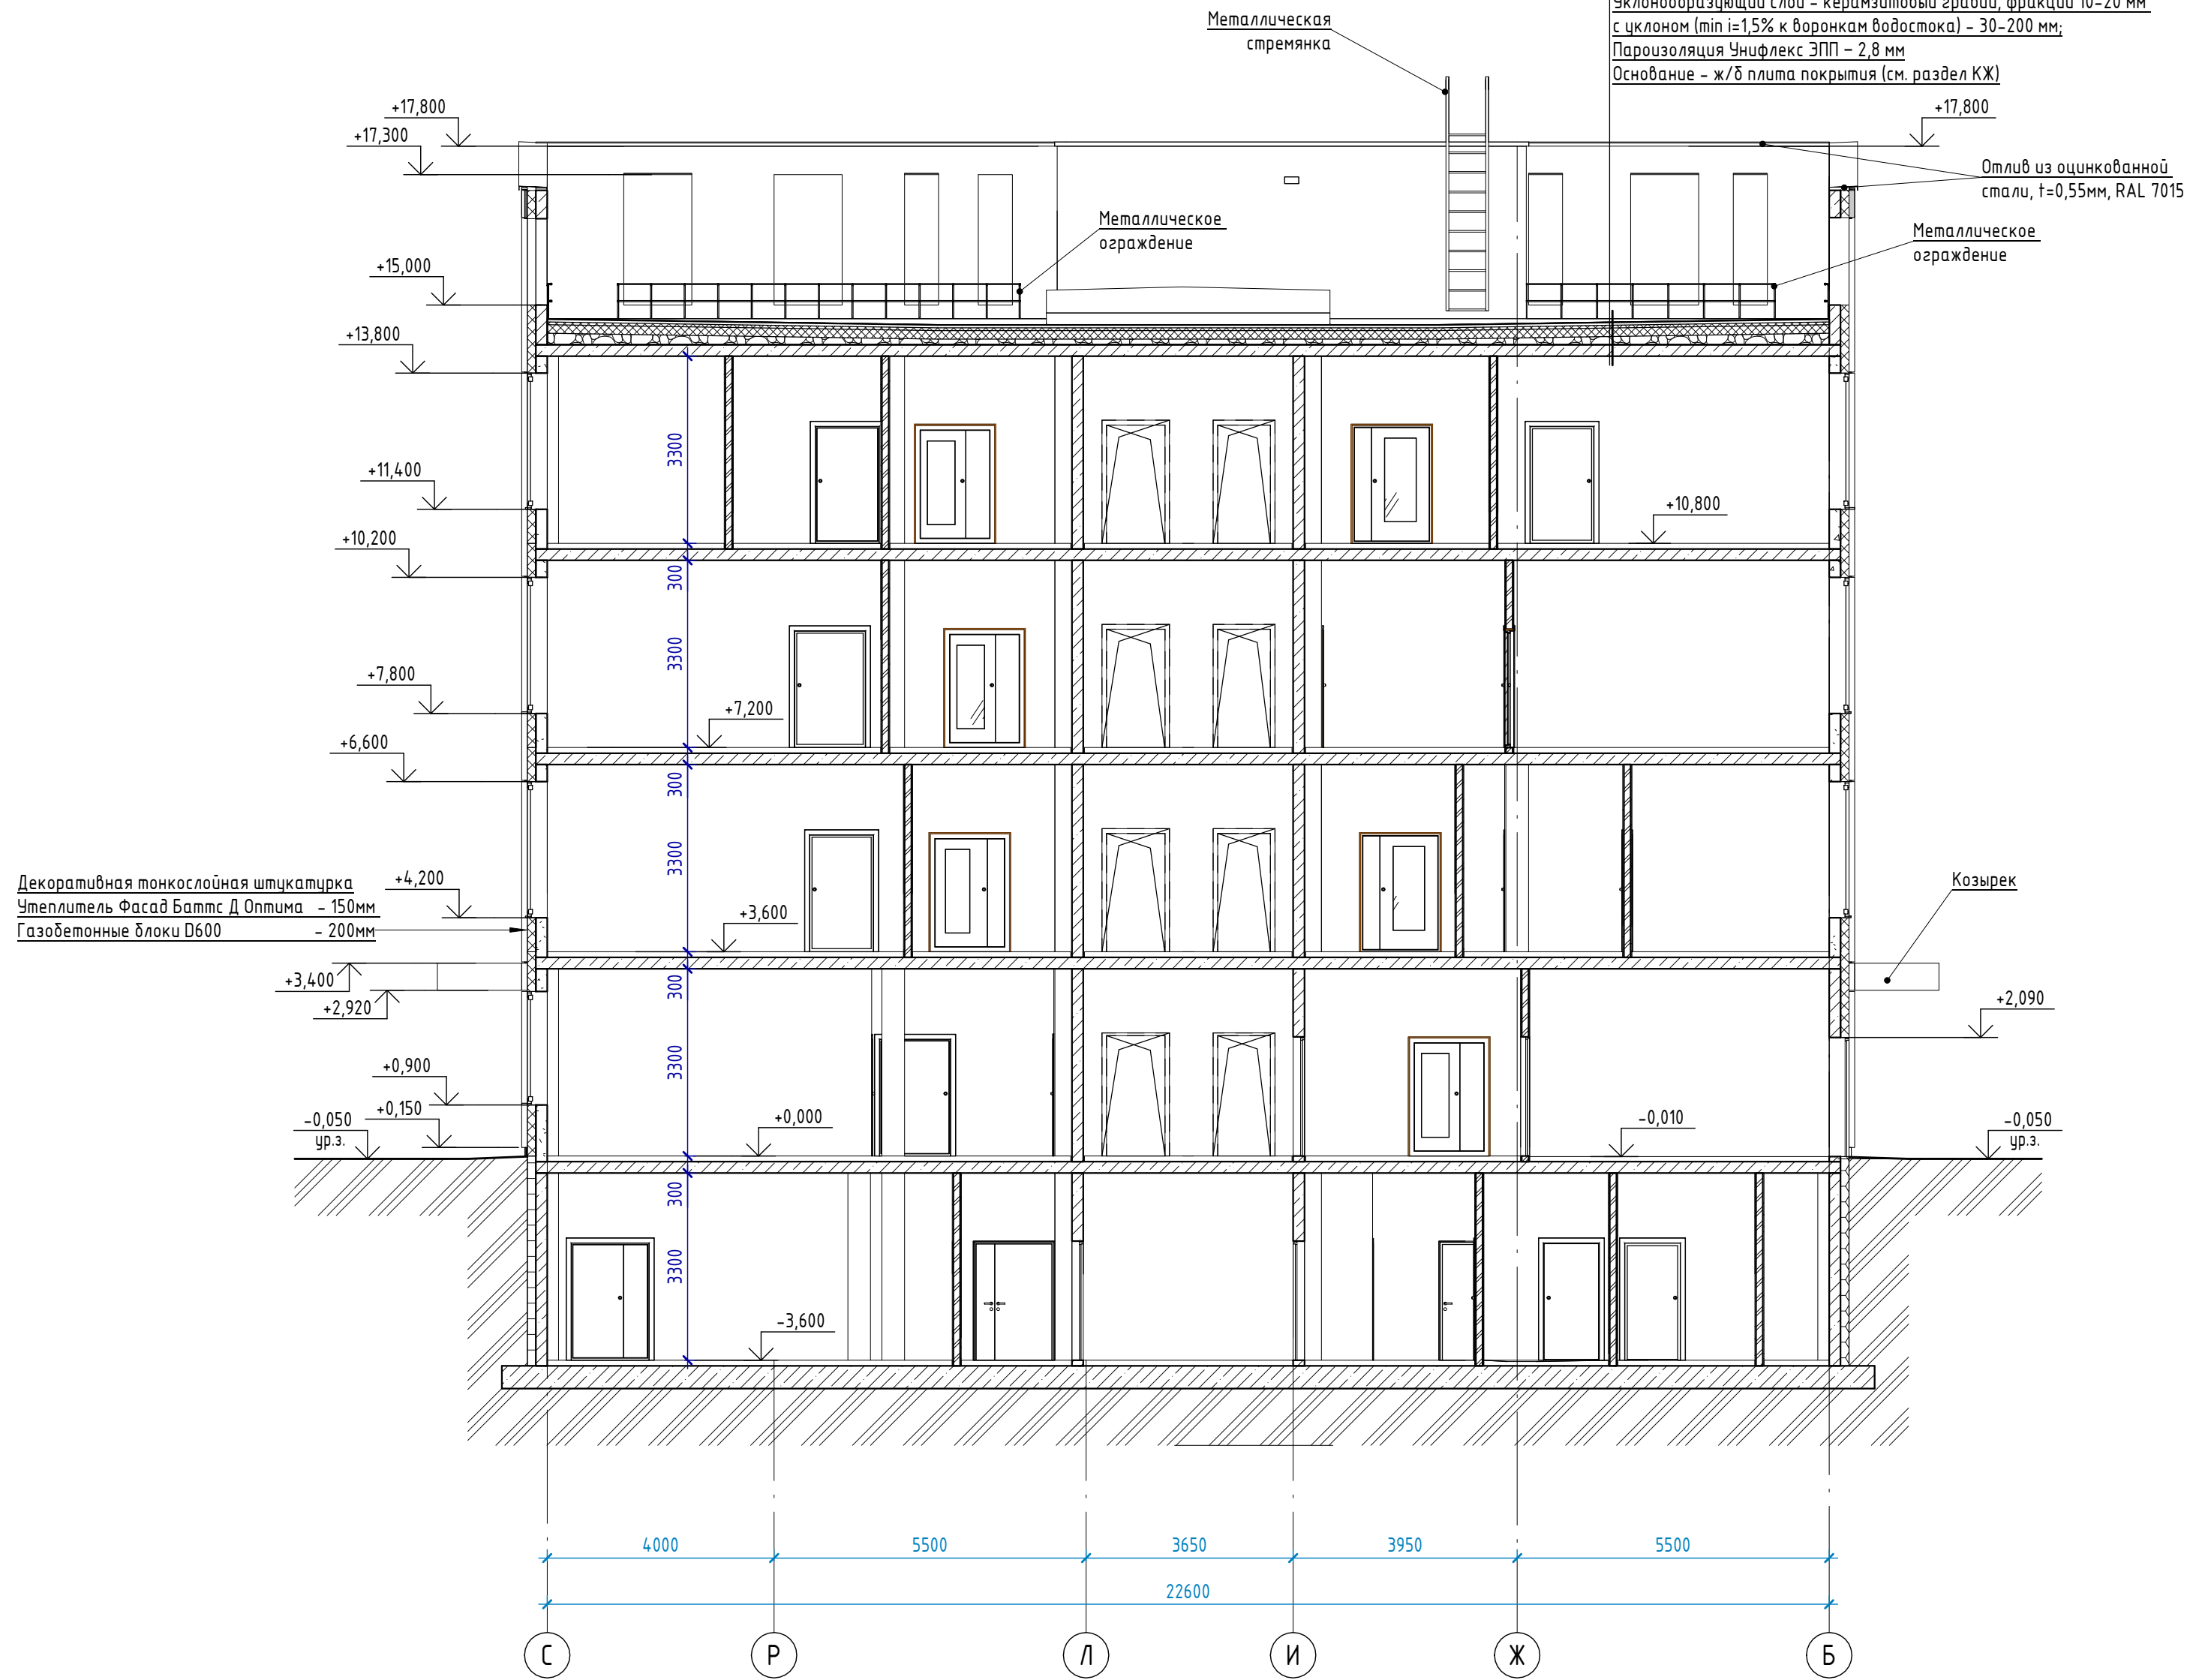 Уклонообразующий слой - керамзитовый гравий, фракции 10-20 мм
с уклоном (min i=1,5% к воронкам водостока) - 30-200 мм;
Пароизоляция Унифлекс ЭПП - 2,8 мм
Основание - ж/б плита покрытия (см. раздел КЖ)
Металлическая
стремянка
+17,800
+17,300
+17,800
Отлив из оцинкованной
стали, t=0,55мм, RAL 7015
Металлическое
ограждение
Металлическое
ограждение
+15,000
+13,800
3300
+11,400
+10,800
+10,200
300
3300
+7,800
+7,200
+6,600
300
3300
Декоративная тонкослойная штукатурка
Утеплитель Фасад Баттс Д Оптима - 150мм
Газобетонные блоки D600 - 200мм
+4,200
+3,600
Козырек
+3,400
+2,920
300
+2,090
3300
+0,900
+0,150
-0,050
ур.з.
+0,000
-0,010
-0,050
ур.з.
300
3300
-3,600
4000
5500
3650
3950
5500
22600
С
Р
Л
И
Ж
Б